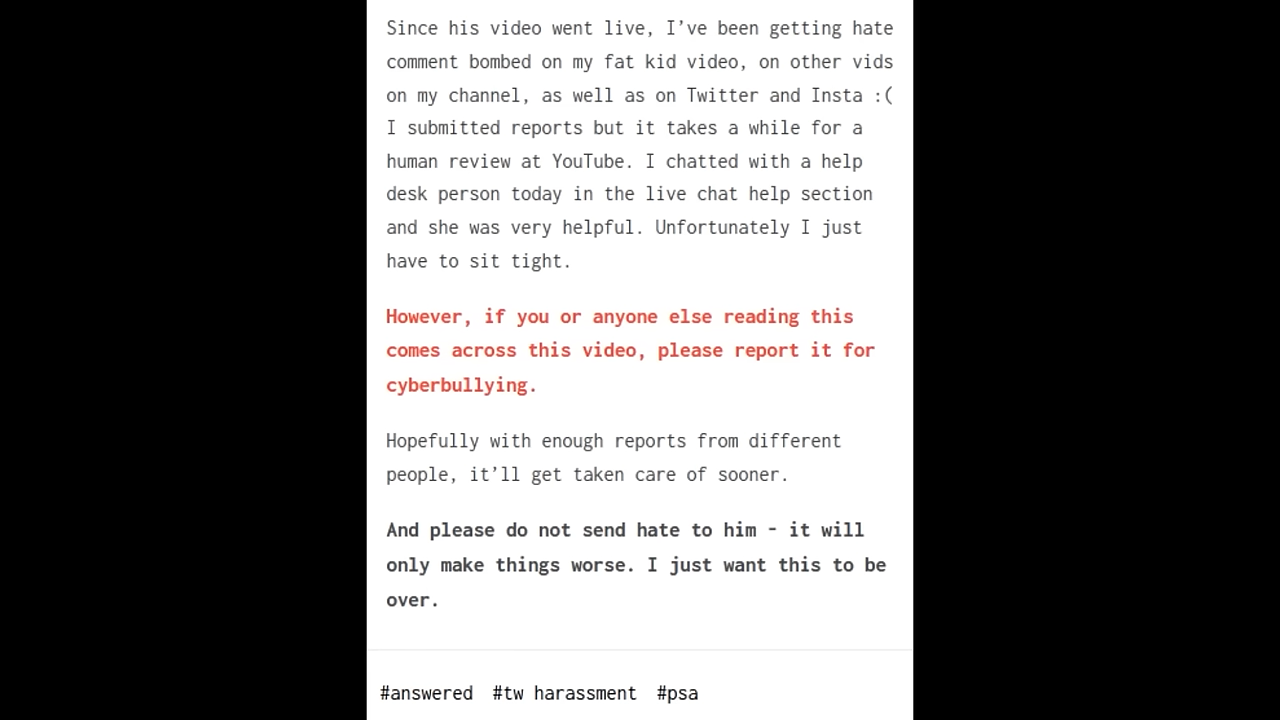 Since his video went live, I’ve been getting hate
comment bombed on my fat kid video, on other vids
on my channel, as well as on Twitter and Insta :(
I submitted reports but it takes a while for a
human review at YouTube. I chatted with a help
desk person today in the live chat help section
and she was very helpful. Unfortunately I just
have to sit tight.
However, if you or anyone else reading this
comes across this video, please report it for
cyberbullying.
Hopefully with enough reports from different
people, it’ll get taken care of sooner.
And please do not send hate to him - it will
only make things worse. I just want this to be
over.
#answered #tw harassment #psa